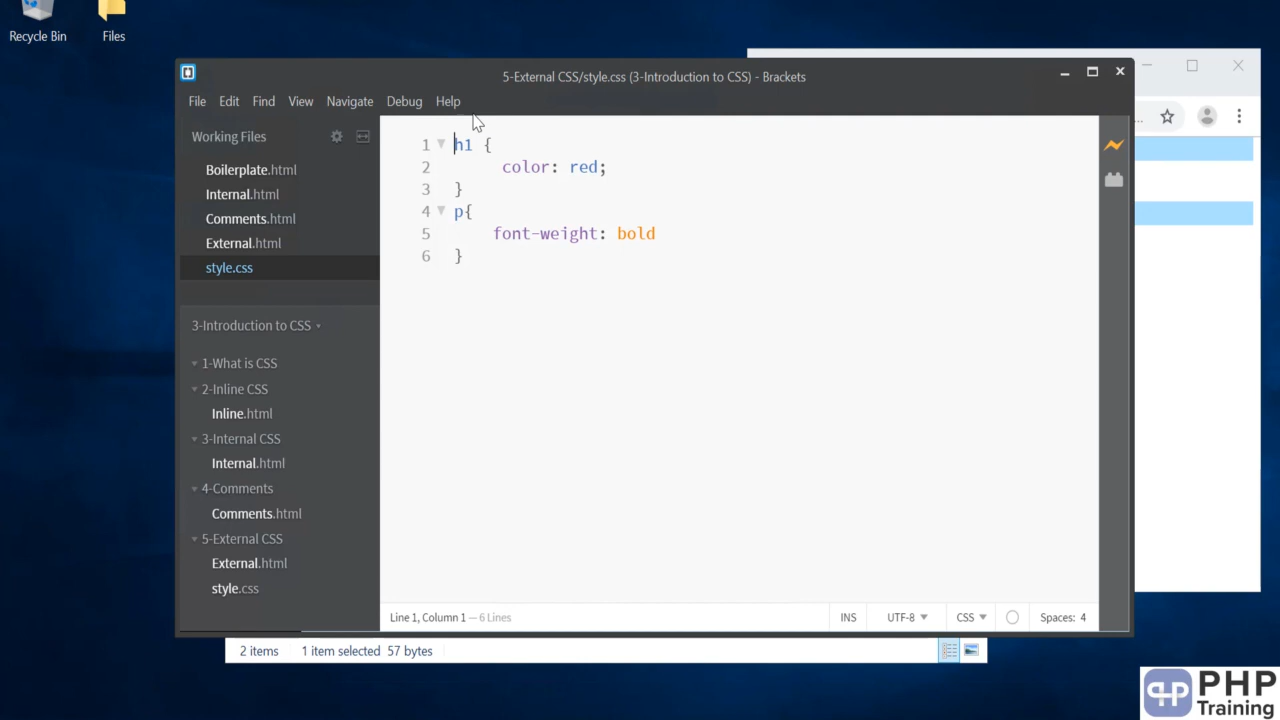 Recycle Bin
Files
5-External CSS/style.css (3-Introduction to CSS) - Brackets
File Edit Find View Navigate Debug Help
Working Files
Boilerplate.html
Internal.html
Comments.html
External.html
style.css
3-Introduction to CSS
1-What is CSS
2-Inline CSS
Inline.html
3-Internal CSS
Internal.html
4-Comments
Comments.html
5-External CSS
External.html
style.css
1 h1 {
2 color: red;
3 }
4 p{
5 font-weight: bold
6 }
Line 1, Column 1 — 6 Lines
INS UTF-8 CSS Spaces: 4
2 items 1 item selected 57 bytes
PHP
Training